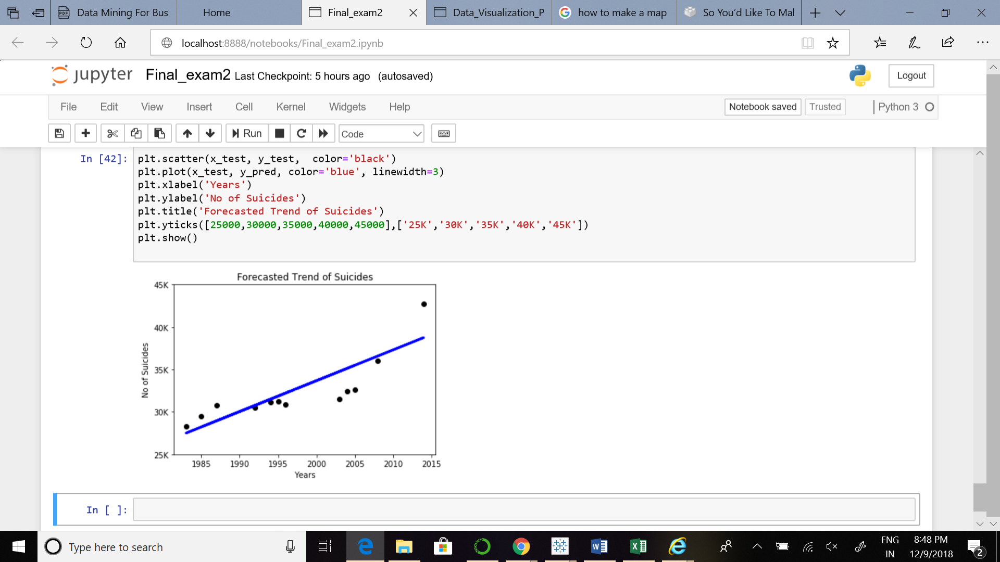 Data Mining For Bus
Home
Final_exam2
Data_Visualization_P
how to make a map
So You'd Like To Mal
localhost:8888/notebooks/Final_exam2.ipynb
jupyter Final_exam2 Last Checkpoint: 5 hours ago (autosaved)
Logout
File Edit View Insert Cell Kernel Widgets Help
Notebook saved Trusted Python 3
Run Code
In [42]:
plt.scatter(x_test, y_test,  color='black')
plt.plot(x_test, y_pred, color='blue', linewidth=3)
plt.xlabel('Years')
plt.ylabel('No of Suicides')
plt.title('Forecasted Trend of Suicides')
plt.yticks([25000,30000,35000,40000,45000],['25K','30K','35K','40K','45K'])
plt.show()
Forecasted Trend of Suicides
45K
40K
35K
30K
25K
No of Suicides
1985 1990 1995 2000 2005 2010 2015
Years
In [ ]:
Type here to search
ENG
IN
8:48 PM
12/9/2018
2